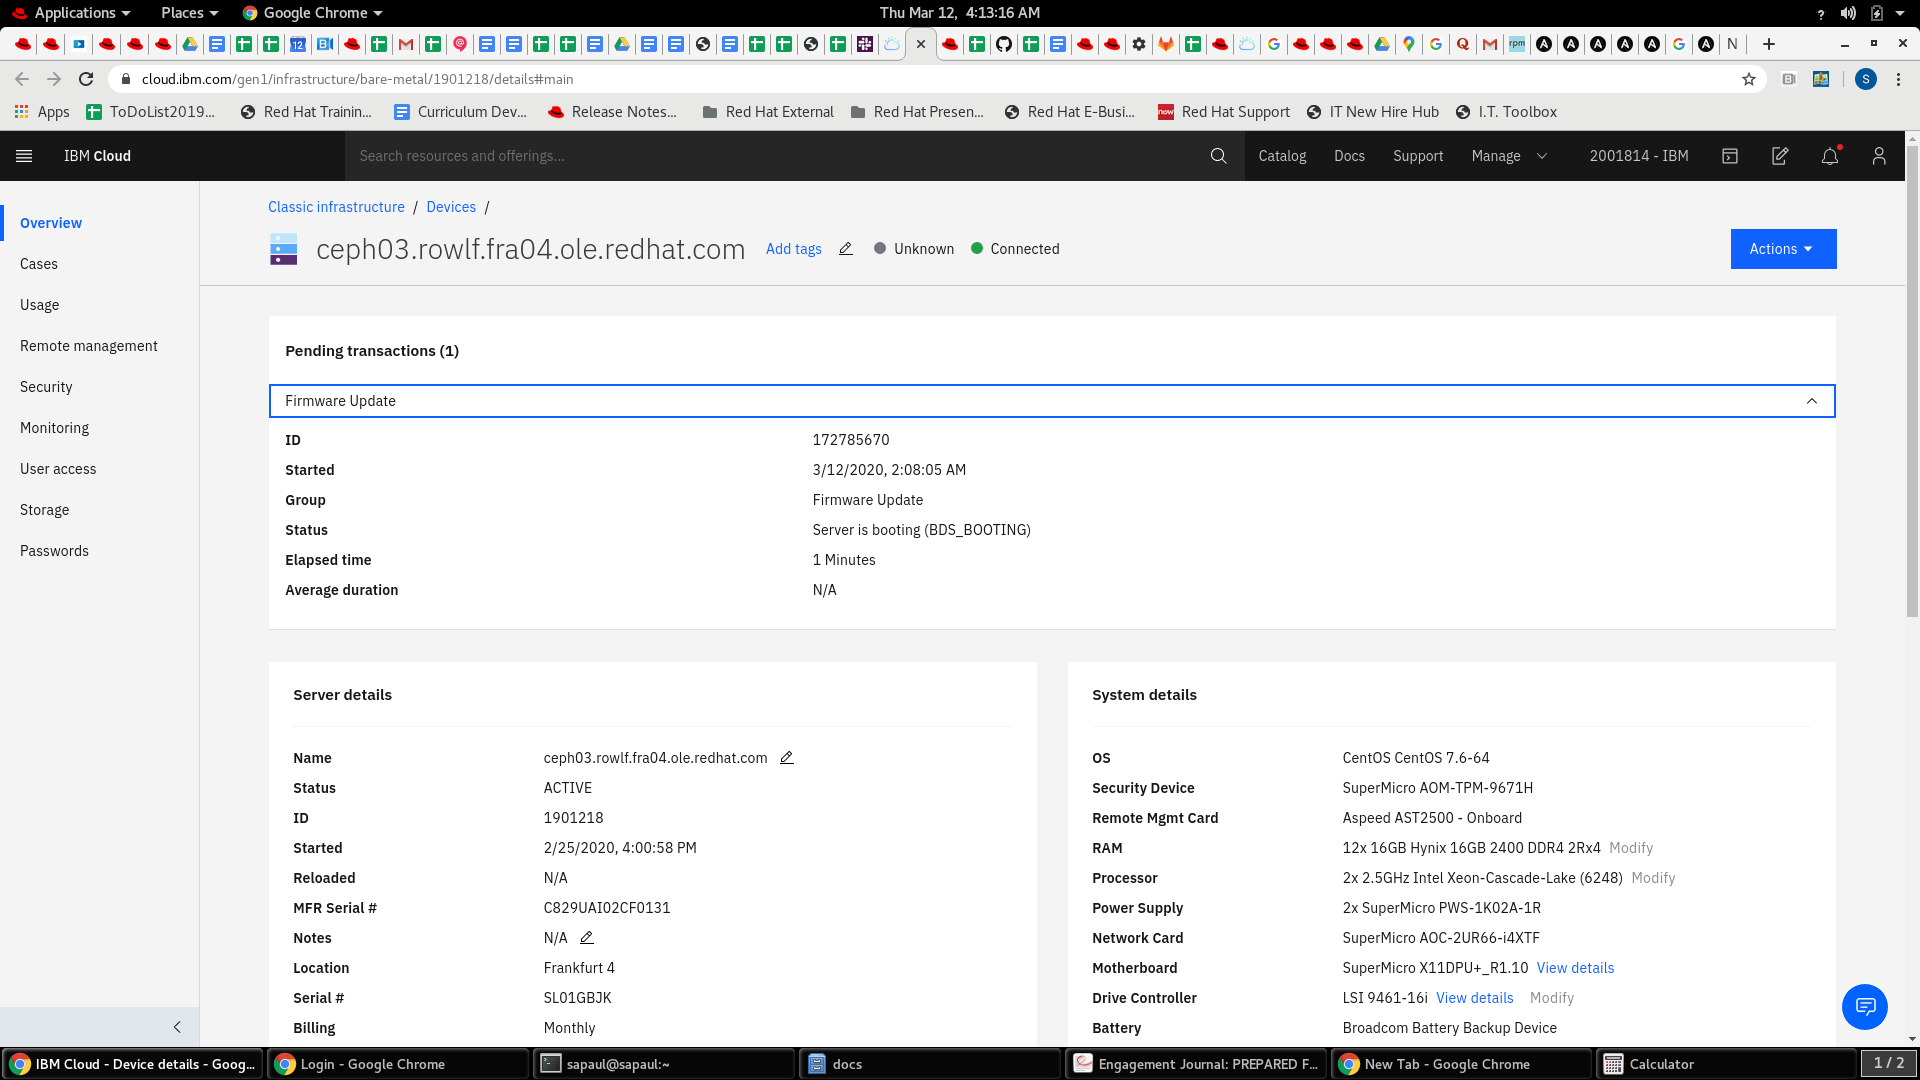 Applications
Places
Google Chrome
Thu Mar 12, 4:13:16 AM
cloud.ibm.com/gen1/infrastructure/bare-metal/1901218/details#main
Apps
ToDoList2019...
Red Hat Trainin...
Curriculum Dev...
Release Notes...
Red Hat External
Red Hat Presen...
Red Hat E-Busi...
Red Hat Support
IT New Hire Hub
I.T. Toolbox
IBM Cloud
Search resources and offerings...
Catalog
Docs
Support
Manage
2001814 - IBM
Overview
Cases
Usage
Remote management
Security
Monitoring
User access
Storage
Passwords
Classic infrastructure / Devices /
ceph03.rowlf.fra04.ole.redhat.com
Add tags
Unknown
Connected
Actions
Pending transactions (1)
Firmware Update
ID 172785670
Started 3/12/2020, 2:08:05 AM
Group Firmware Update
Status Server is booting (BDS_BOOTING)
Elapsed time 1 Minutes
Average duration N/A
Server details
Name ceph03.rowlf.fra04.ole.redhat.com
Status ACTIVE
ID 1901218
Started 2/25/2020, 4:00:58 PM
Reloaded N/A
MFR Serial # C829UAI02CF0131
Notes N/A
Location Frankfurt 4
Serial # SL01GBJK
Billing Monthly
System details
OS CentOS CentOS 7.6-64
Security Device SuperMicro AOM-TPM-9671H
Remote Mgmt Card Aspeed AST2500 - Onboard
RAM 12x 16GB Hynix 16GB 2400 DDR4 2Rx4 Modify
Processor 2x 2.5GHz Intel Xeon-Cascade-Lake (6248) Modify
Power Supply 2x SuperMicro PWS-1K02A-1R
Network Card SuperMicro AOC-2UR66-i4XTF
Motherboard SuperMicro X11DPU+_R1.10 View details
Drive Controller LSI 9461-16i View details Modify
Battery Broadcom Battery Backup Device
IBM Cloud - Device details - Goog...
Login - Google Chrome
sapaul@sapaul:~
docs
Engagement Journal: PREPARED F...
New Tab - Google Chrome
Calculator
1 / 2